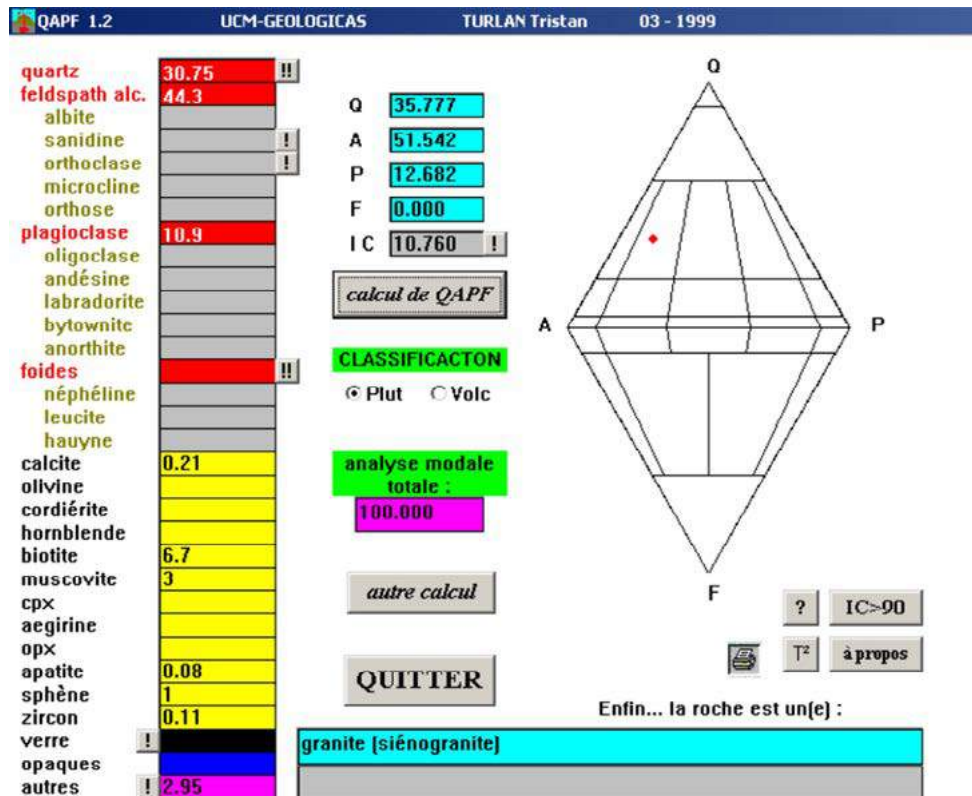 QAPF 1.2 UCM-GEOLOGICAS TURLAN Tristan 03 - 1999
quartz 30.75 !!
feldspath alc. 44.3
albite
sanidine !
orthoclase !
microcline
orthose
plagioclase 10.9
oligoclase
andésine
labradorite
bytownite
anorthite
foides !!
néphéline
leucite
hauyne
calcite 0.21
olivine
cordiérite
hornblende
biotite 6.7
muscovite 3
cpx
aegirine
opx
apatite 0.08
sphène 1
zircon 0.11
verre !
opaques
autres ! 2.95
Q 35.777
A 51.542
P 12.682
F 0.000
I C 10.760 !
calcul de QAPF
CLASSIFICACTON
Plut Volc
analyse modale
totale :
100.000
autre calcul
QUITTER
Q
A P
F
? IC>90
T² à propos
Enfin... la roche est un(e) :
granite (siénogranite)